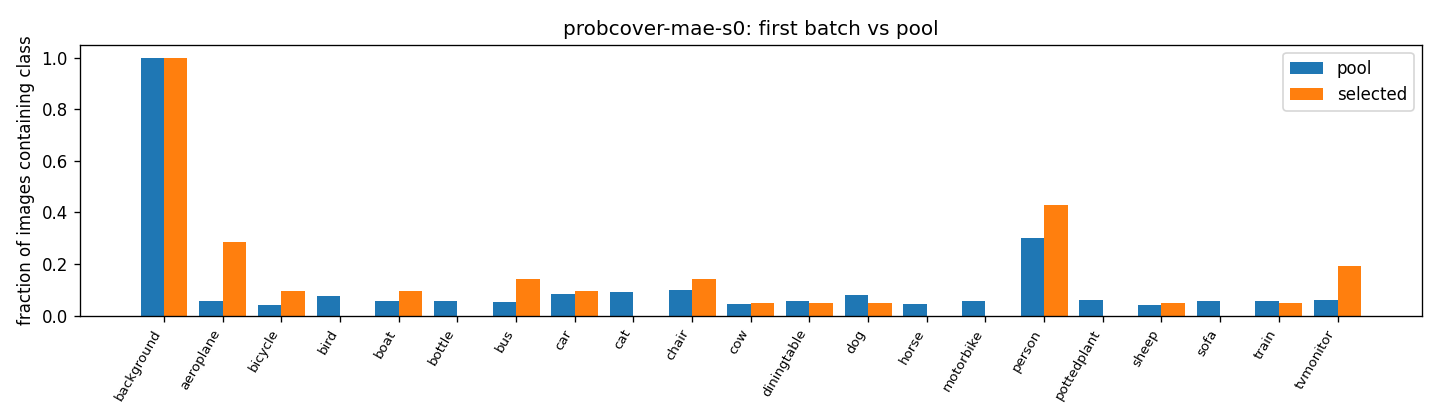 probcover-mae-s0: first batch vs pool
fraction of images containing class
1.0
0.8
0.6
0.4
0.2
0.0
pool
selected
background
aeroplane
bicycle
bird
boat
bottle
bus
car
cat
chair
cow
diningtable
dog
horse
motorbike
person
pottedplant
sheep
sofa
train
tvmonitor